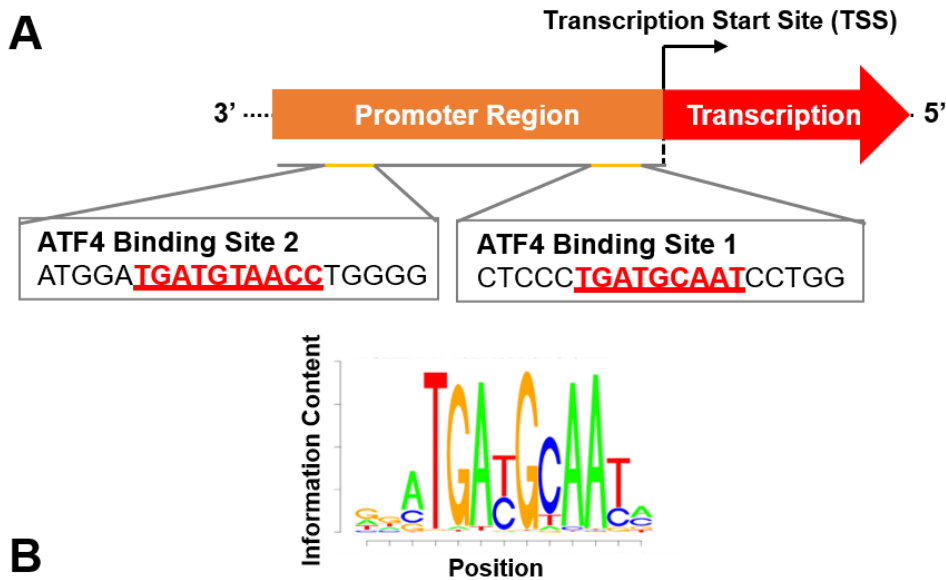 A
Transcription Start Site (TSS)
3’
Promoter Region
Transcription
5’
ATF4 Binding Site 2
ATGGATGATGTAACCTGGGG
ATF4 Binding Site 1
CTCCCTGATGCAATCCTGG
Information Content
TGATGCAAT
Position
B